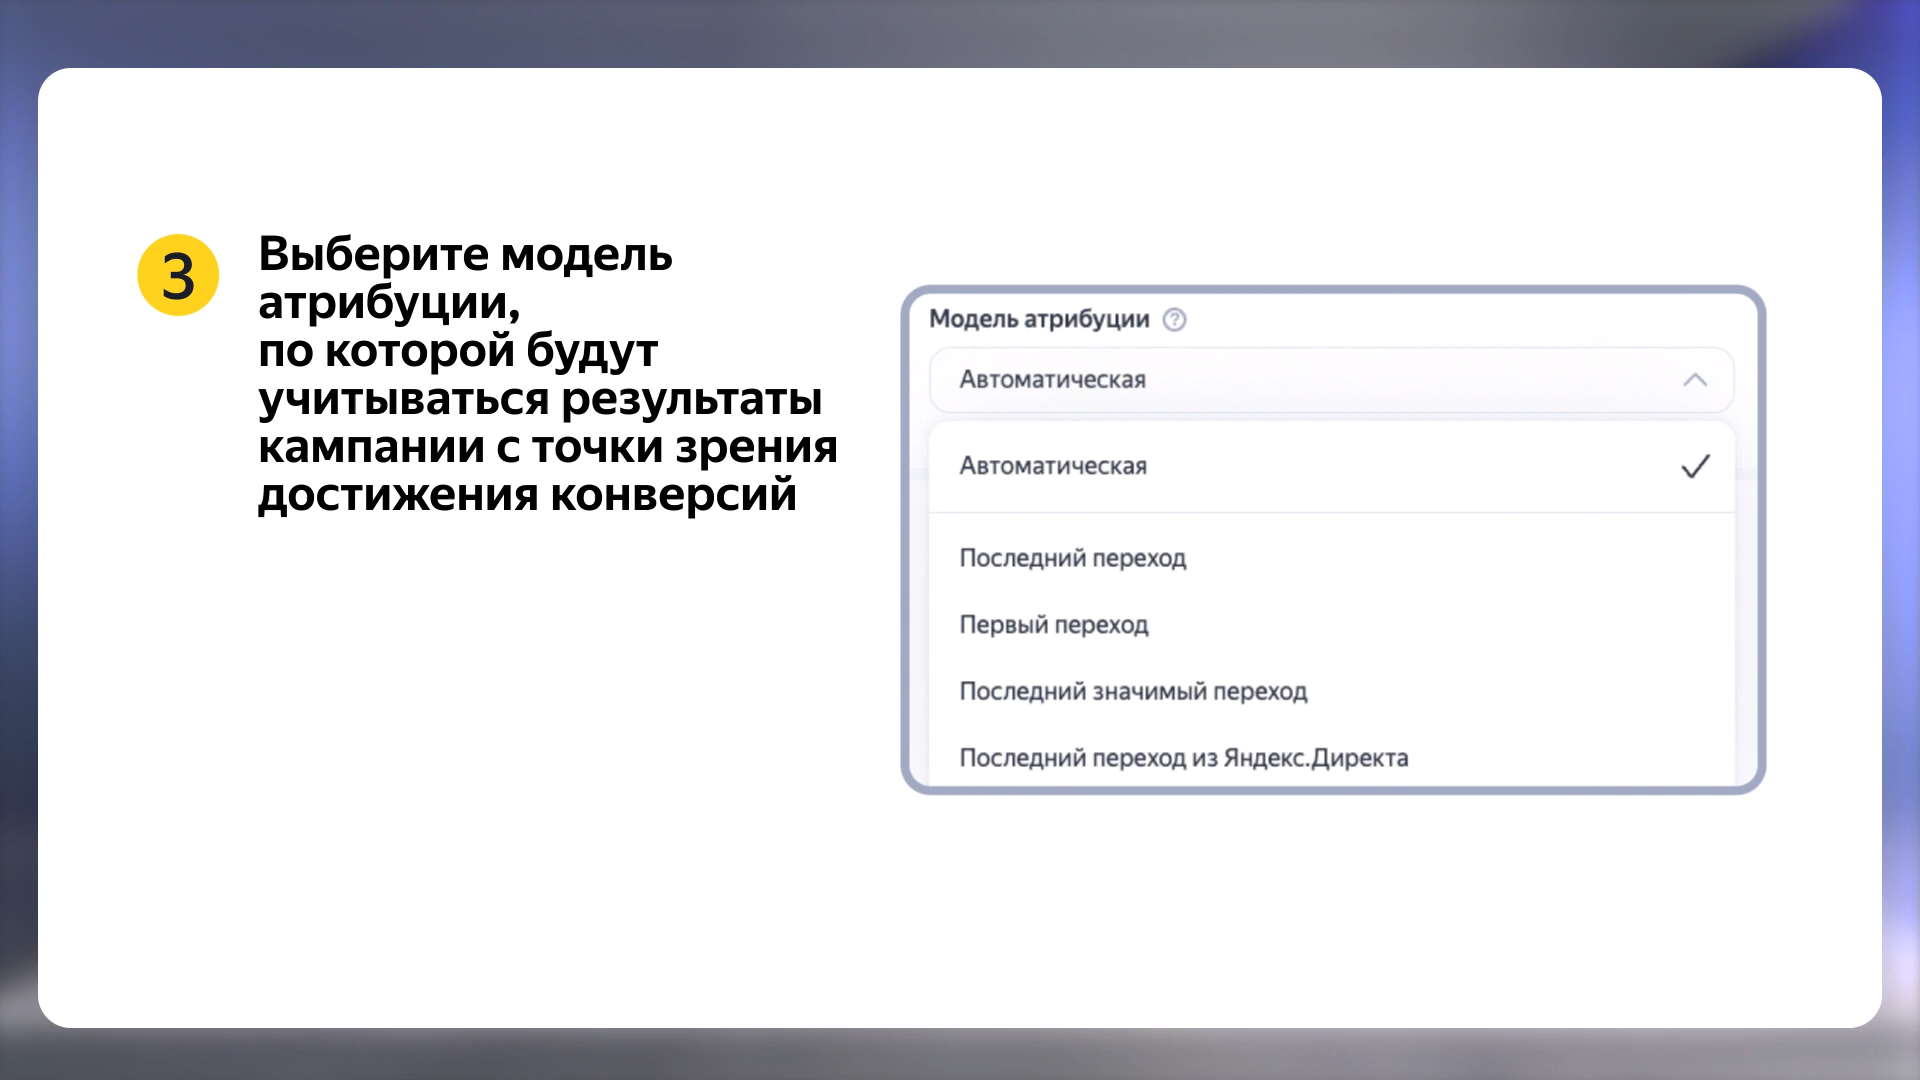 3
Выберите модель
атрибуции,
по которой будут
учитываться результаты
кампании с точки зрения
достижения конверсий
Модель атрибуции ?
Автоматическая
Автоматическая
Последний переход
Первый переход
Последний значимый переход
Последний переход из Яндекс.Директа